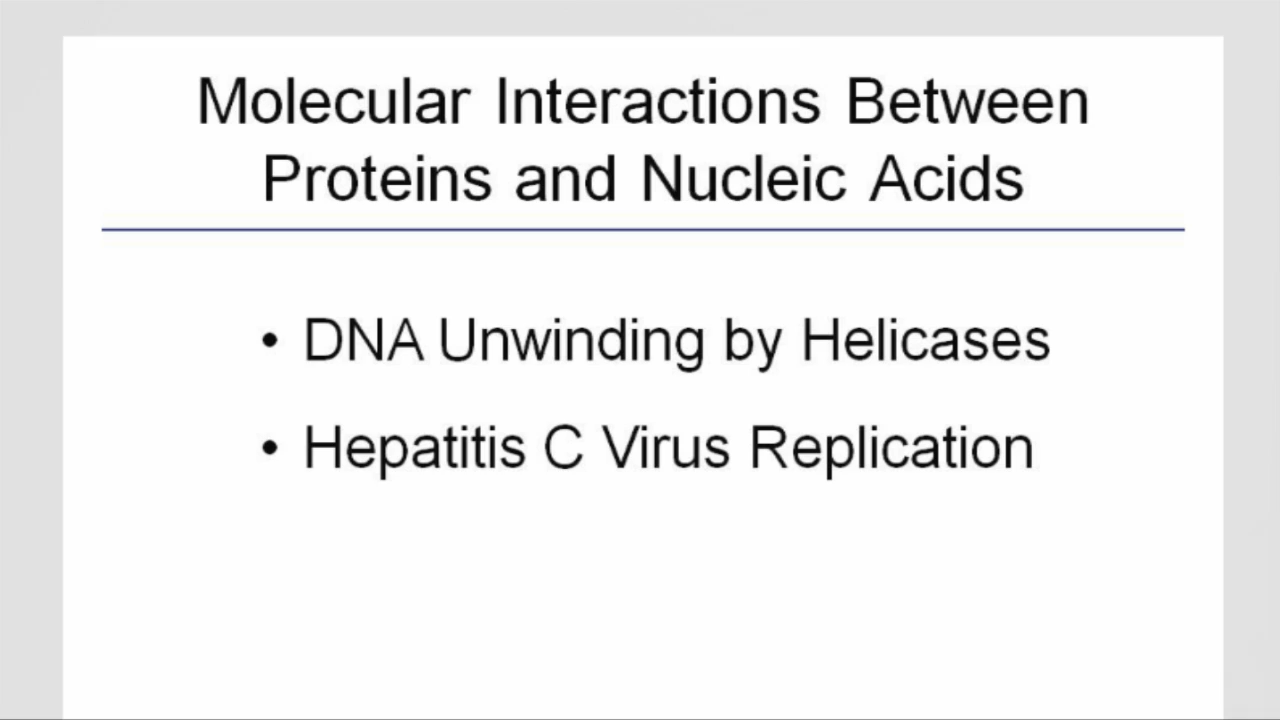 Molecular Interactions Between
Proteins and Nucleic Acids
• DNA Unwinding by Helicases
• Hepatitis C Virus Replication